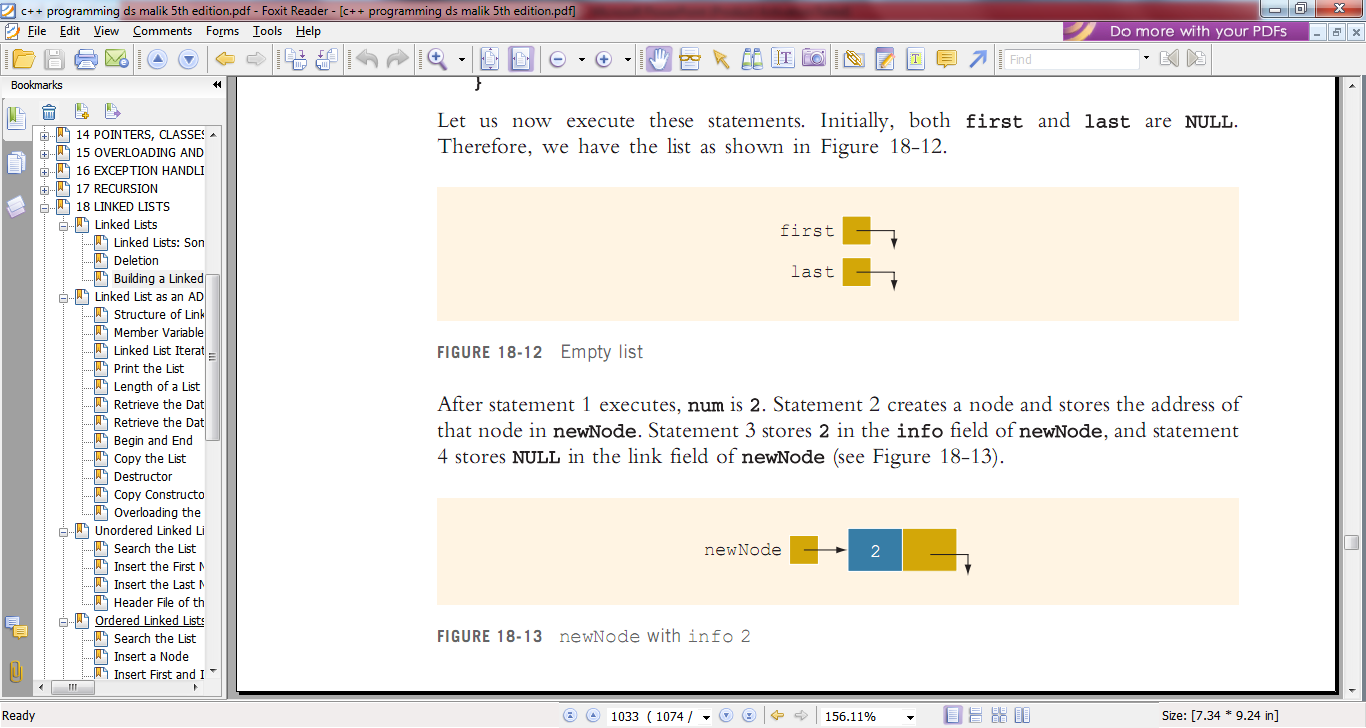 c++ programming ds malik 5th edition.pdf - Foxit Reader - [c++ programming ds malik 5th edition.pdf]
File Edit View Comments Forms Tools Help
Do more with your PDFs
Find
Bookmarks
14 POINTERS, CLASSES
15 OVERLOADING AND
16 EXCEPTION HANDLI
17 RECURSION
18 LINKED LISTS
Linked Lists
Linked Lists: Son
Deletion
Building a Linked
Linked List as an AD
Structure of Link
Member Variable
Linked List Iterat
Print the List
Length of a List
Retrieve the Dat
Retrieve the Dat
Begin and End
Copy the List
Destructor
Copy Constructo
Overloading the
Unordered Linked Li
Search the List
Insert the First N
Insert the Last N
Header File of th
Ordered Linked Lists
Search the List
Insert a Node
Insert First and I
}
Let us now execute these statements. Initially, both first and last are NULL.
Therefore, we have the list as shown in Figure 18-12.
first
last
FIGURE 18-12 Empty list
After statement 1 executes, num is 2. Statement 2 creates a node and stores the address of
that node in newNode. Statement 3 stores 2 in the info field of newNode, and statement
4 stores NULL in the link field of newNode (see Figure 18-13).
newNode 2
FIGURE 18-13 newNode with info 2
Ready
1033 ( 1074 /
156.11%
Size: [7.34 * 9.24 in]